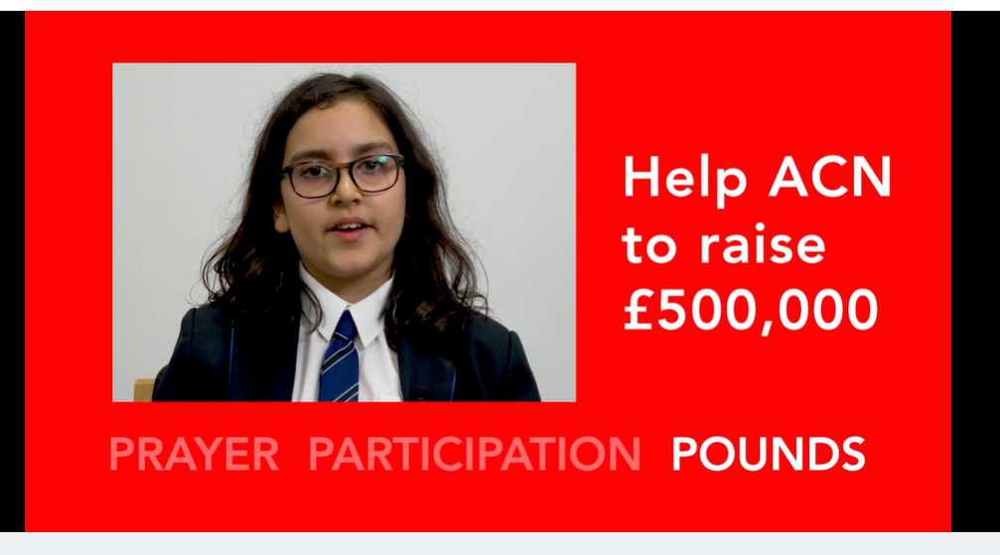 Help ACN
to raise
£500,000
PRAYER PARTICIPATION POUNDS